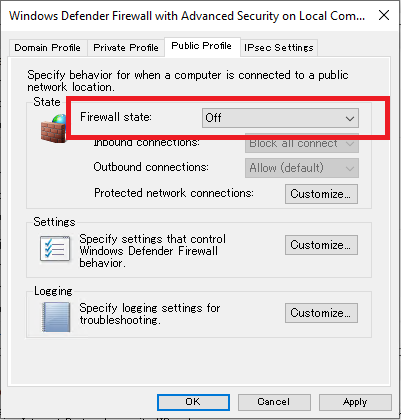 Windows Defender Firewall with Advanced Security on Local Com...
Domain Profile Private Profile Public Profile IPsec Settings
Specify behavior for when a computer is connected to a public
network location.
State
Firewall state: Off
Inbound connections: Block all connect
Outbound connections: Allow (default)
Protected network connections: Customize...
Settings
Specify settings that control
Windows Defender Firewall
behavior.
Customize...
Logging
Specify logging settings for
troubleshooting.
Customize...
OK Cancel Apply